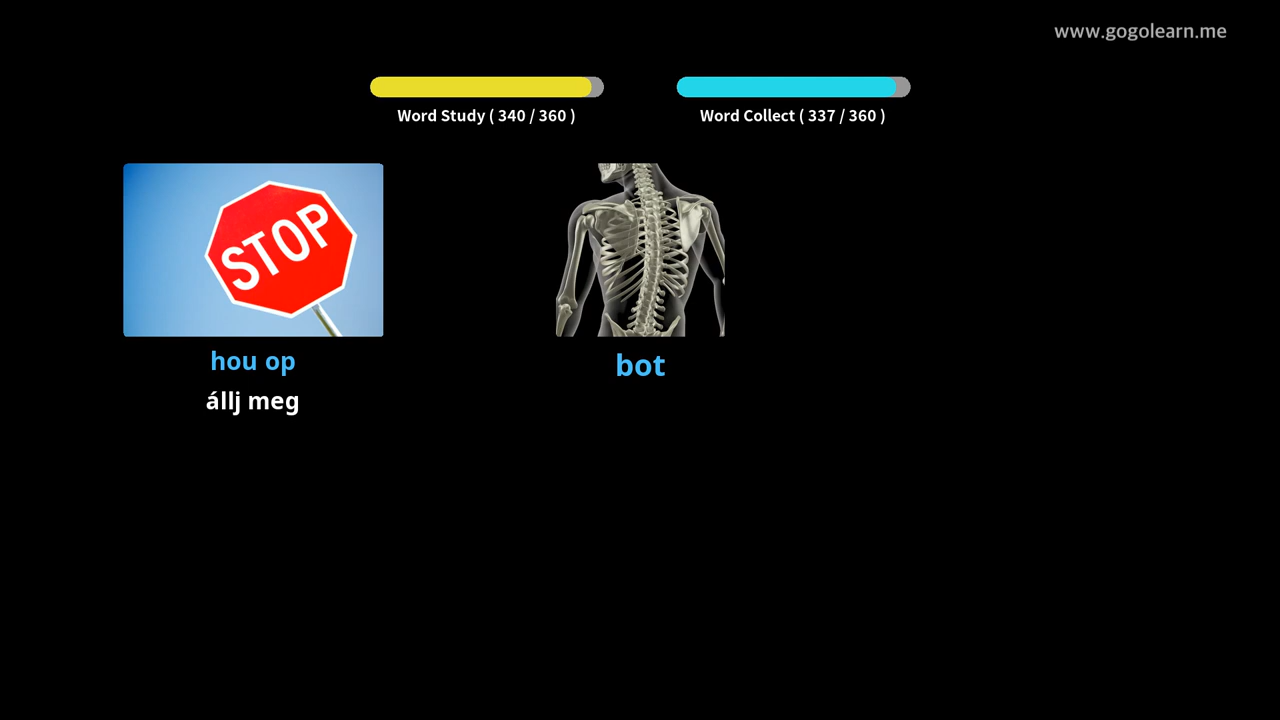 www.gogolearn.me
Word Study ( 340 / 360 )
Word Collect ( 337 / 360 )
STOP
hou op
állj meg
bot